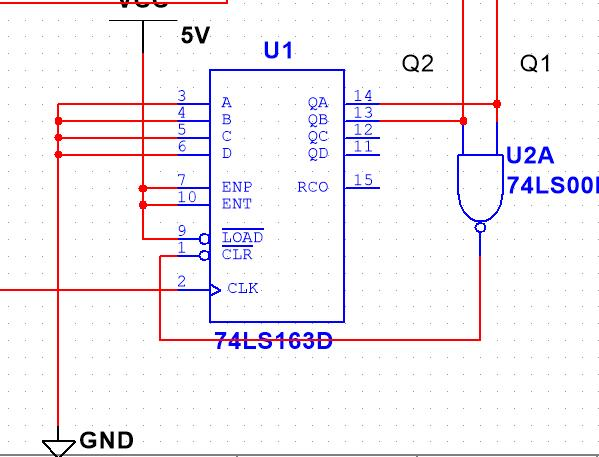 VCC
5V
U1
Q2
Q1
3 A QA 14
4 B QB 13
5 C QC 12
6 D QD 11
7 ENP RCO 15
10 ENT
9 LOAD
1 CLR
2 CLK
U2A
74LS00
74LS163D
GND